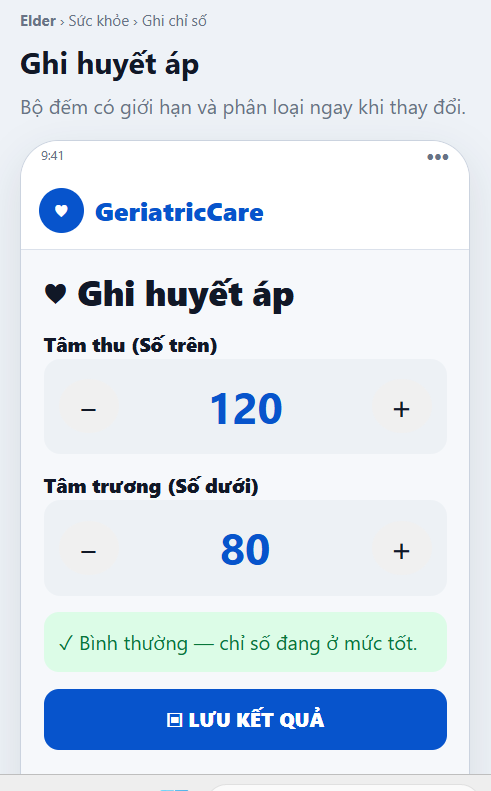 Elder › Sức khỏe › Ghi chỉ số
Ghi huyết áp
Bộ đếm có giới hạn và phân loại ngay khi thay đổi.
9:41
●●●
GeriatricCare
♥ Ghi huyết áp
Tâm thu (Số trên)
− 120 +
Tâm trương (Số dưới)
− 80 +
✓ Bình thường — chỉ số đang ở mức tốt.
▣ LƯU KẾT QUẢ